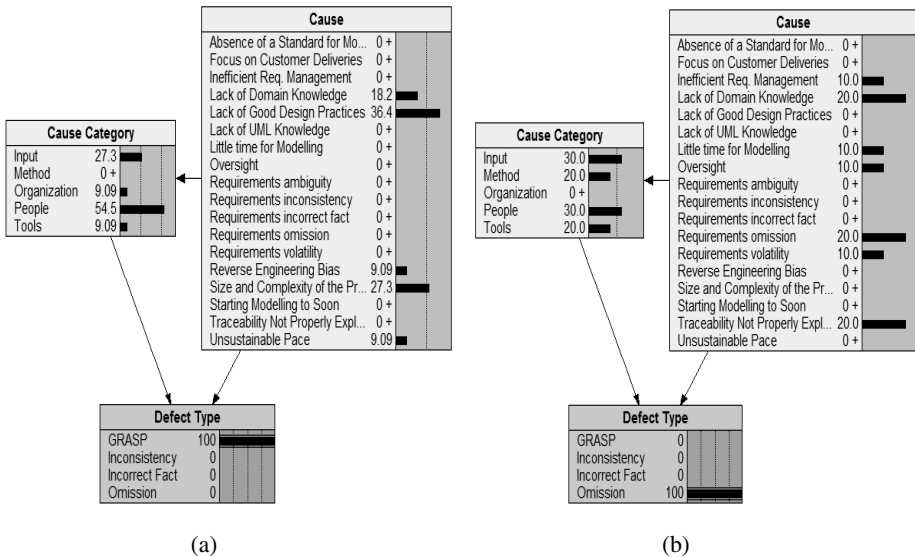 Cause
Absence of a Standard for Mo... 0 +
Focus on Customer Deliveries 0 +
Inefficient Req. Management 0 +
Lack of Domain Knowledge 18.2
Lack of Good Design Practices 36.4
Lack of UML Knowledge 0 +
Little time for Modelling 0 +
Oversight 0 +
Requirements ambiguity 0 +
Requirements inconsistency 0 +
Requirements incorrect fact 0 +
Requirements omission 0 +
Requirements volatility 0 +
Reverse Engineering Bias 9.09
Size and Complexity of the Pr... 27.3
Starting Modelling to Soon 0 +
Traceability Not Properly Expl... 0 +
Unsustainable Pace 9.09
Cause Category
Input 27.3
Method 0 +
Organization 9.09
People 54.5
Tools 9.09
Defect Type
GRASP 100
Inconsistency 0
Incorrect Fact 0
Omission 0
(a)
Cause
Absence of a Standard for Mo... 0 +
Focus on Customer Deliveries 0 +
Inefficient Req. Management 10.0
Lack of Domain Knowledge 20.0
Lack of Good Design Practices 0 +
Lack of UML Knowledge 0 +
Little time for Modelling 10.0
Oversight 10.0
Requirements ambiguity 0 +
Requirements inconsistency 0 +
Requirements incorrect fact 0 +
Requirements omission 20.0
Requirements volatility 10.0
Reverse Engineering Bias 0 +
Size and Complexity of the Pr... 0 +
Starting Modelling to Soon 0 +
Traceability Not Properly Expl... 20.0
Unsustainable Pace 0 +
Cause Category
Input 30.0
Method 20.0
Organization 0 +
People 30.0
Tools 20.0
Defect Type
GRASP 0
Inconsistency 0
Incorrect Fact 0
Omission 100
(b)